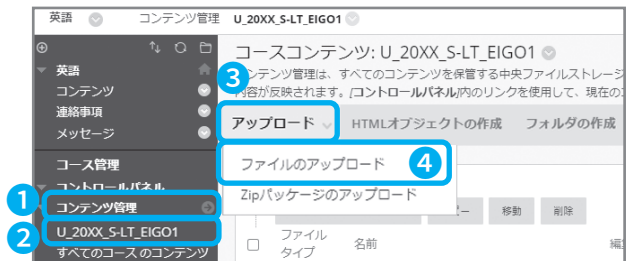 英語 コンテンツ管理 U_20XX_S-LT_EIGO1
英語
コンテンツ
連絡事項
メッセージ
コース管理
コントロールパネル
1 コンテンツ管理
2 U_20XX_S-LT_EIGO1
すべてのコースのコンテンツ
コースコンテンツ: U_20XX_S-LT_EIGO1
3
コンテンツ管理は、すべてのコンテンツを保管する中央ファイルストレージ
内容が反映されます。[コントロールパネル]内のリンクを使用して、現在の
アップロード HTMLオブジェクトの作成 フォルダの作成
ファイルのアップロード 4
Zipパッケージのアップロード
移動 削除
ファイル
タイプ 名前